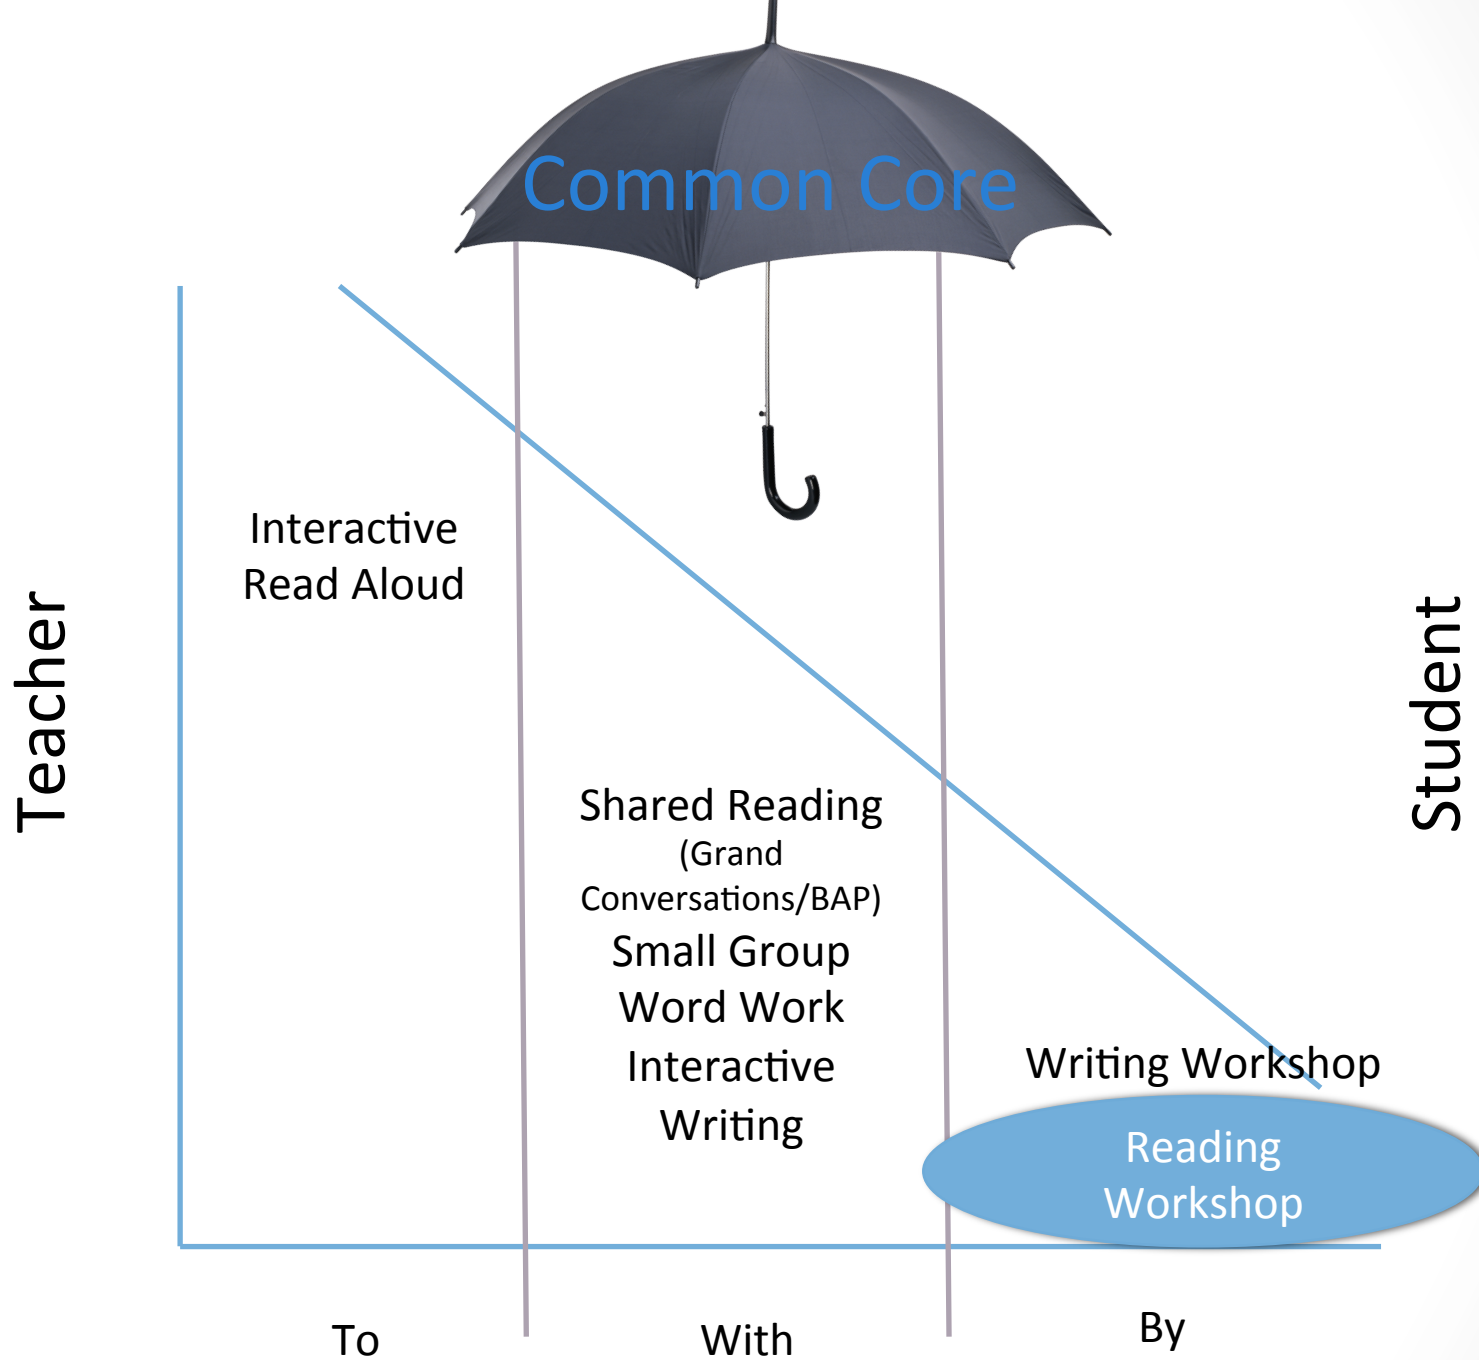 Common Core
Teacher
Interactive
Read Aloud
Student
Shared Reading
(Grand
Conversations/BAP)
Small Group
Word Work
Interactive
Writing
Writing Workshop
Reading
Workshop
To
With
By